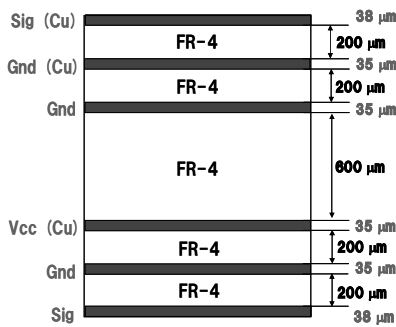 Sig (Cu) 38 μm
FR-4 200 μm
Gnd (Cu) 35 μm
FR-4 200 μm
Gnd 35 μm
FR-4 600 μm
Vcc (Cu) 35 μm
FR-4 200 μm
Gnd 35 μm
FR-4 200 μm
Sig 38 μm